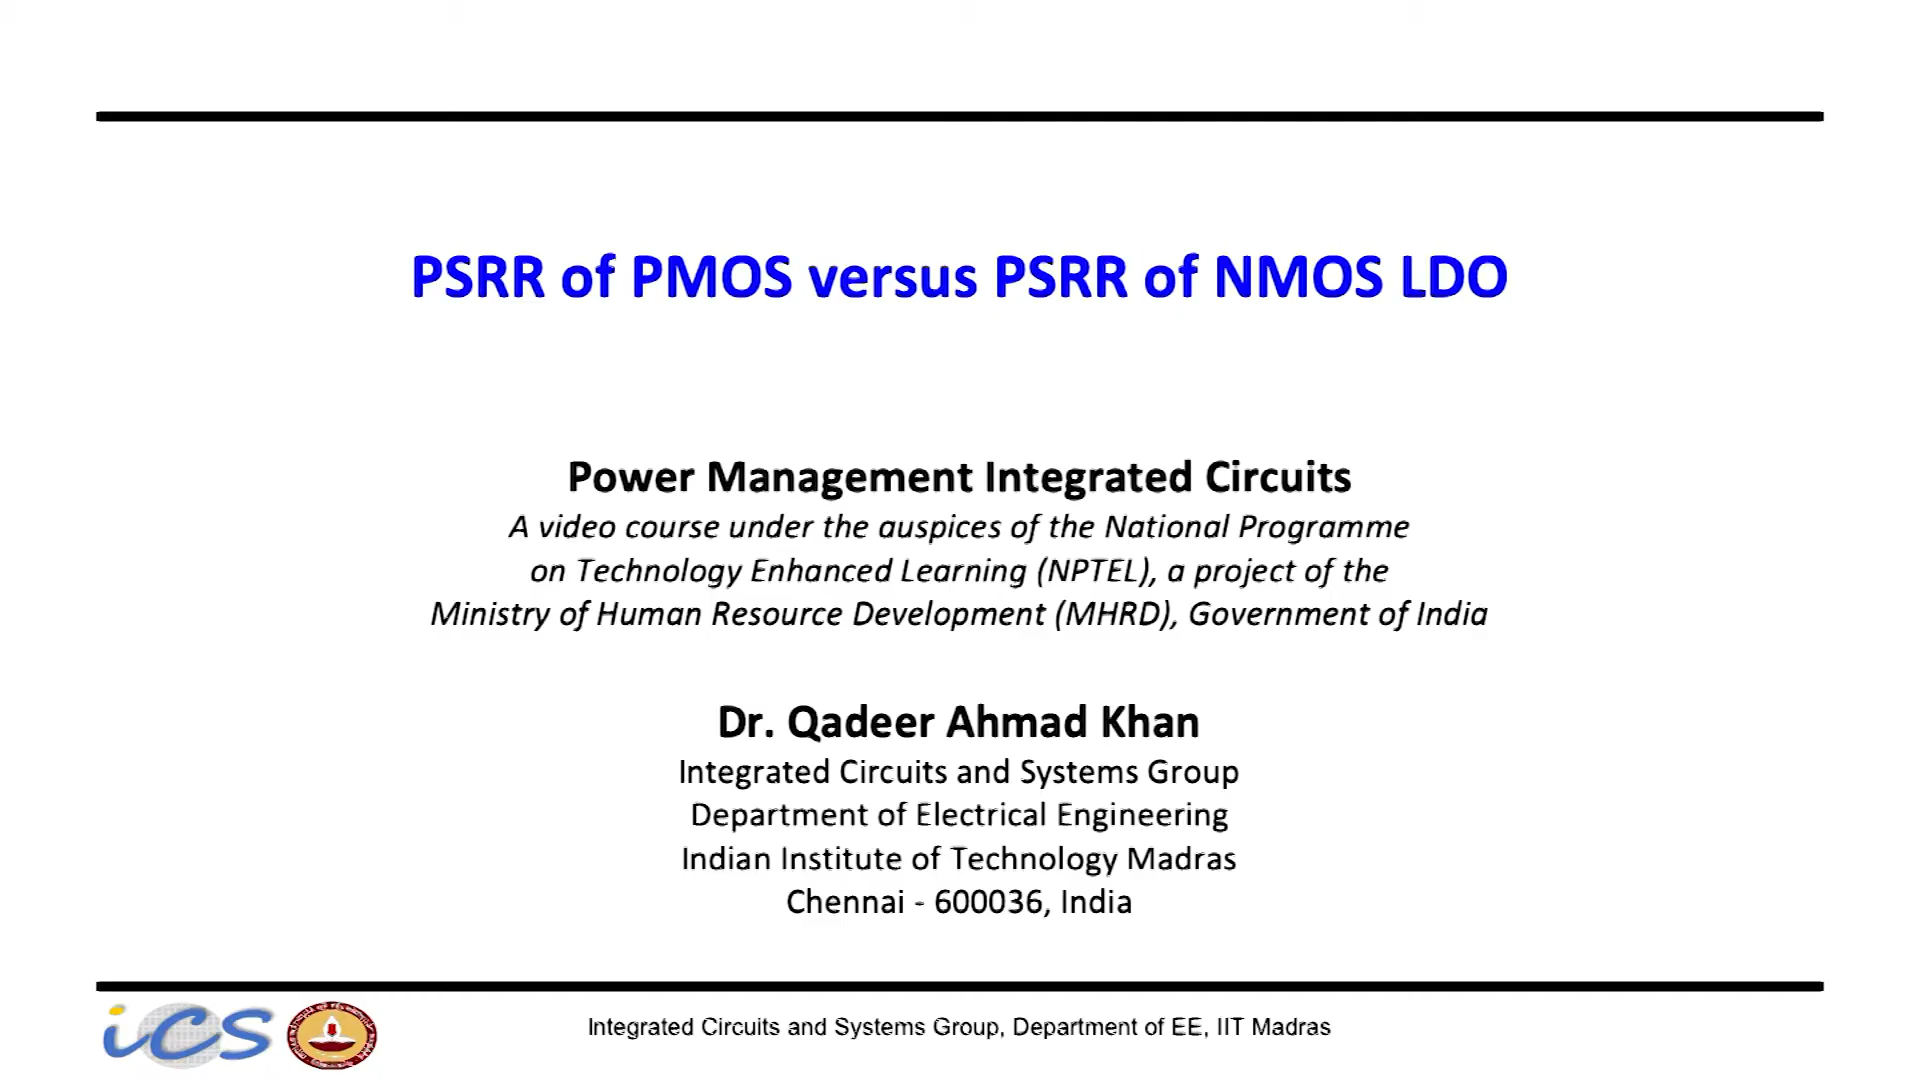 PSRR of PMOS versus PSRR of NMOS LDO
Power Management Integrated Circuits
A video course under the auspices of the National Programme
on Technology Enhanced Learning (NPTEL), a project of the
Ministry of Human Resource Development (MHRD), Government of India
Dr. Qadeer Ahmad Khan
Integrated Circuits and Systems Group
Department of Electrical Engineering
Indian Institute of Technology Madras
Chennai - 600036, India
iCS
Integrated Circuits and Systems Group, Department of EE, IIT Madras